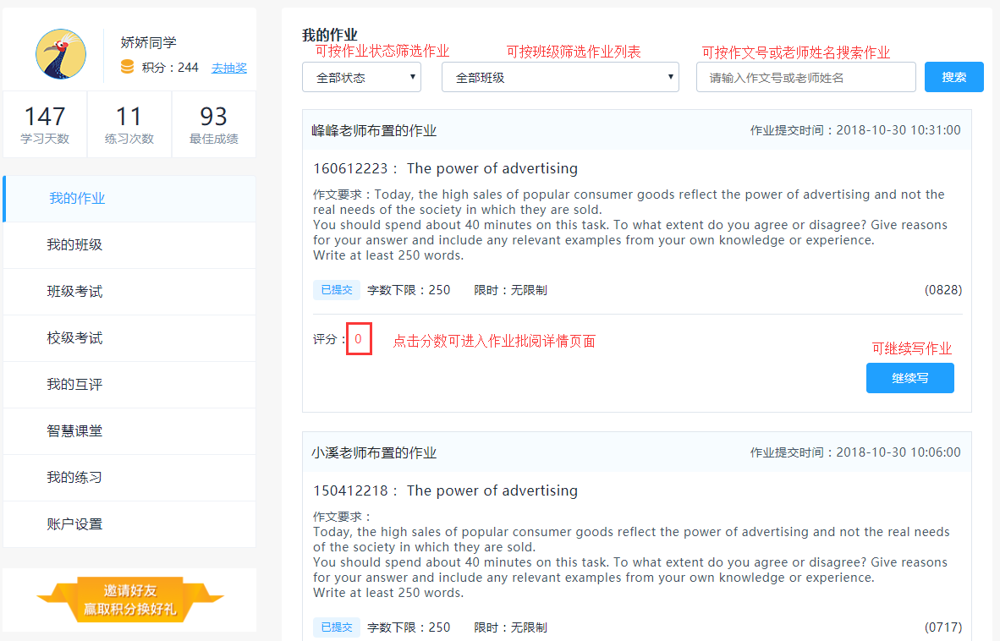 娇娇同学
积分：244 去抽奖
147 11 93
学习天数 练习次数 最佳成绩
我的作业
我的班级
班级考试
校级考试
我的互评
智慧课堂
我的练习
账户设置
邀请好友
赢取积分换好礼
我的作业
可按作业状态筛选作业 可按班级筛选作业列表 可按作文号或老师姓名搜索作业
全部状态 全部班级 请输入作文号或老师姓名 搜索
峰峰老师布置的作业 作业提交时间：2018-10-30 10:31:00
160612223： The power of advertising
作文要求：Today, the high sales of popular consumer goods reflect the power of advertising and not the
real needs of the society in which they are sold.
You should spend about 40 minutes on this task. To what extent do you agree or disagree? Give reasons
for your answer and include any relevant examples from your own knowledge or experience.
Write at least 250 words.
已提交 字数下限：250 限时：无限制 (0828)
评分：0 点击分数可进入作业批阅详情页面
可继续写作业
继续写
小溪老师布置的作业 作业提交时间：2018-10-30 10:06:00
150412218： The power of advertising
作文要求：
Today, the high sales of popular consumer goods reflect the power of advertising and not the real needs
of the society in which they are sold.
You should spend about 40 minutes on this task. To what extent do you agree or disagree? Give reasons
for your answer and include any relevant examples from your own knowledge or experience.
Write at least 250 words.
已提交 字数下限：250 限时：无限制 (0717)